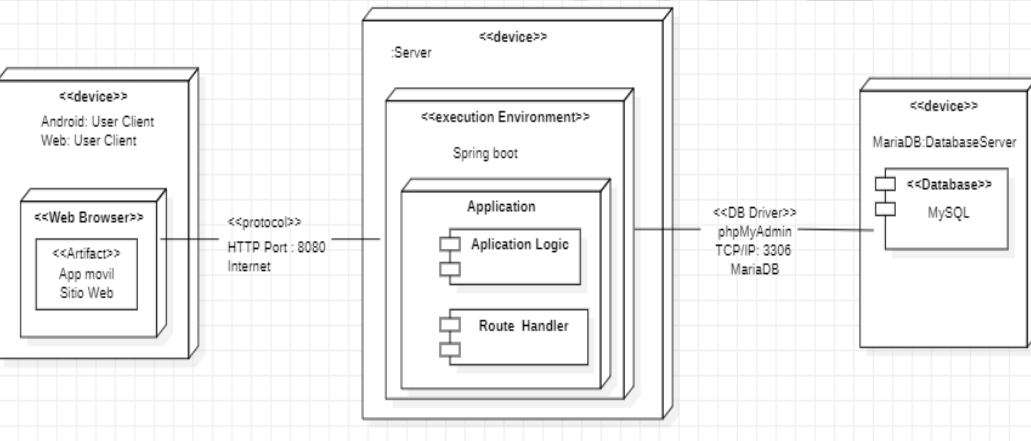 <<device>>
Android: User Client
Web: User Client
<<Web Browser>>
<<Artifact>>
App movil
Sitio Web
<<protocol>>
HTTP Port : 8080
Internet
<<device>>
:Server
<<execution Environment>>
Spring boot
Application
Aplication Logic
Route Handler
<<DB Driver>>
phpMyAdmin
TCP/IP: 3306
MariaDB
<<device>>
MariaDB:DatabaseServer
<<Database>>
MySQL